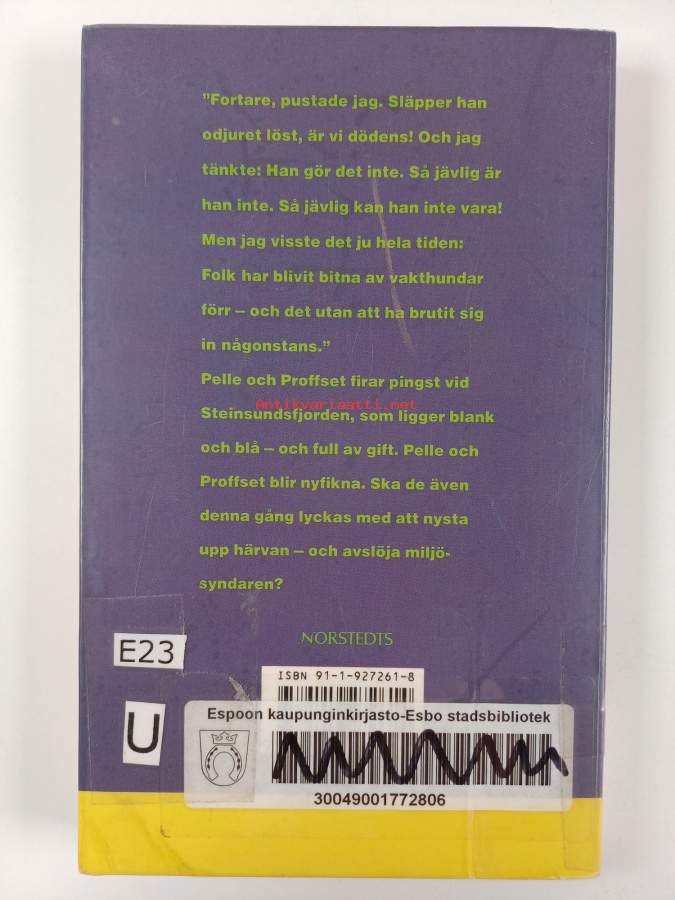 ”Fortare, pustade jag. Släpper han
odjuret löst, är vi dödens! Och jag
tänkte: Han gör det inte. Så jävlig är
han inte. Så jävlig kan han inte vara!
Men jag visste det ju hela tiden:
Folk har blivit bitna av vakthundar
förr – och det utan att ha brutit sig
in någonstans.”
Pelle och Proffset firar pingst vid
Antikvariaatti.net
Steinsundsfjorden, som ligger blank
och blå – och full av gift. Pelle och
Proffset blir nyfikna. Ska de även
denna gång lyckas med att nysta
upp härvan – och avslöja miljö-
syndaren?
NORSTEDTS
E23
ISBN 91-1-927261-8
U
Espoon kaupunginkirjasto-Esbo stadsbibliotek
30049001772806